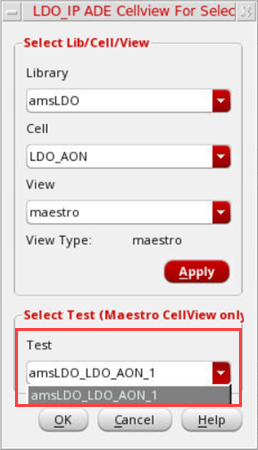 LDO_IP ADE Cellview For Selec
Select Lib/Cell/View
Library
amsLDO
Cell
LDO_AON
View
maestro
View Type: maestro
Apply
Select Test (Maestro CellView only
Test
amsLDO_LDO_AON_1
amsLDO_LDO_AON_1
OK Cancel Help